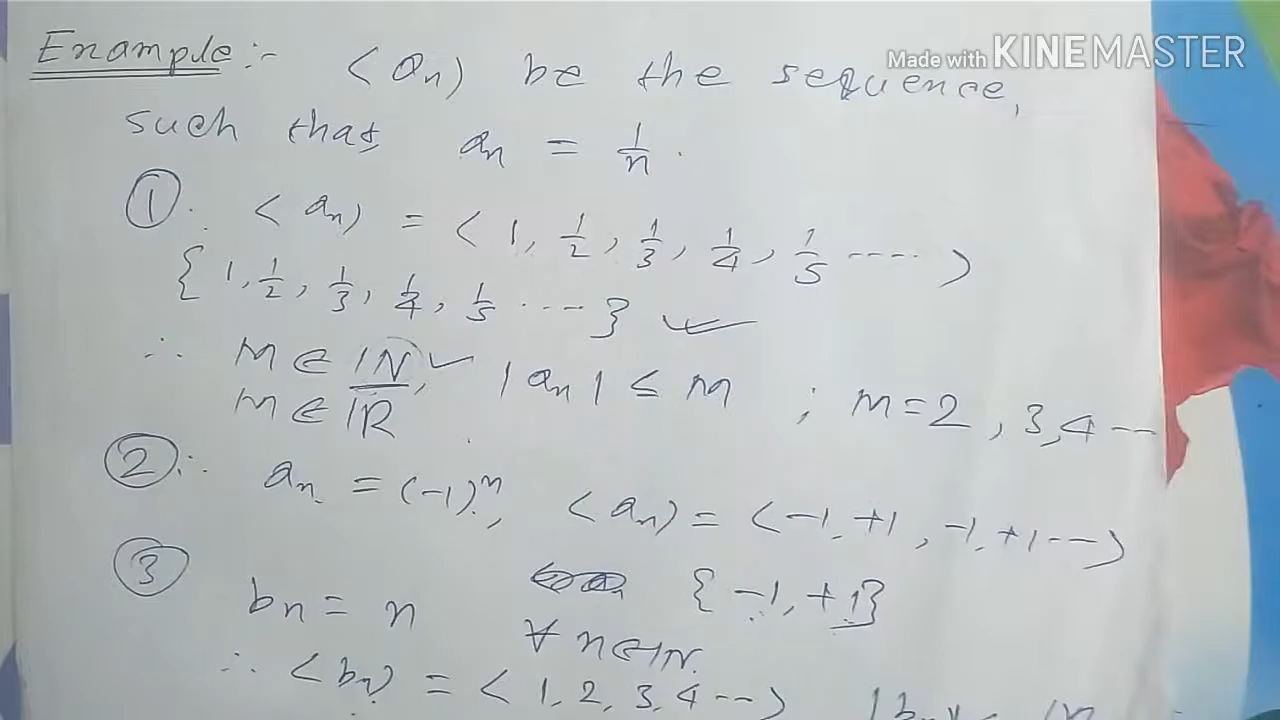 Example :- <an) be the sequence,
Made with KINEMASTER
such that, an = 1/n .
① ∴ <an) = <1, 1/2, 1/3, 1/4, 1/5 ----- )
{1, 1/2, 1/3, 1/4, 1/5 ---- } ✓
∴ M ∈ IN, ✓ |an| ≤ M ; M=2, 3, 4 --
M ∈ IR
② ∴ an = (-1)^n, <an) = <-1, +1, -1, +1 -- )
{-1, +1}
③ bn = n ∀ n∈IN.
∴ <bn) = <1, 2, 3, 4 -- )